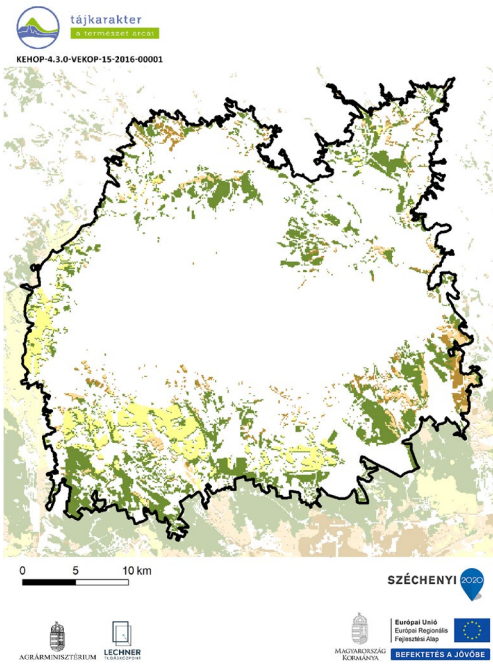 tájkarakter
a természet arcai
KEHOP-4.3.0-VEKOP-15-2016-00001
0 5 10 km
SZÉCHENYI 2020
AGRÁRMINISZTÉRIUM
LECHNER
TUDÁSKÖZPONT
MAGYARORSZÁG
KORMÁNYA
Európai Unió
Európai Regionális
Fejlesztési Alap
BEFEKTETÉS A JÖVŐBE